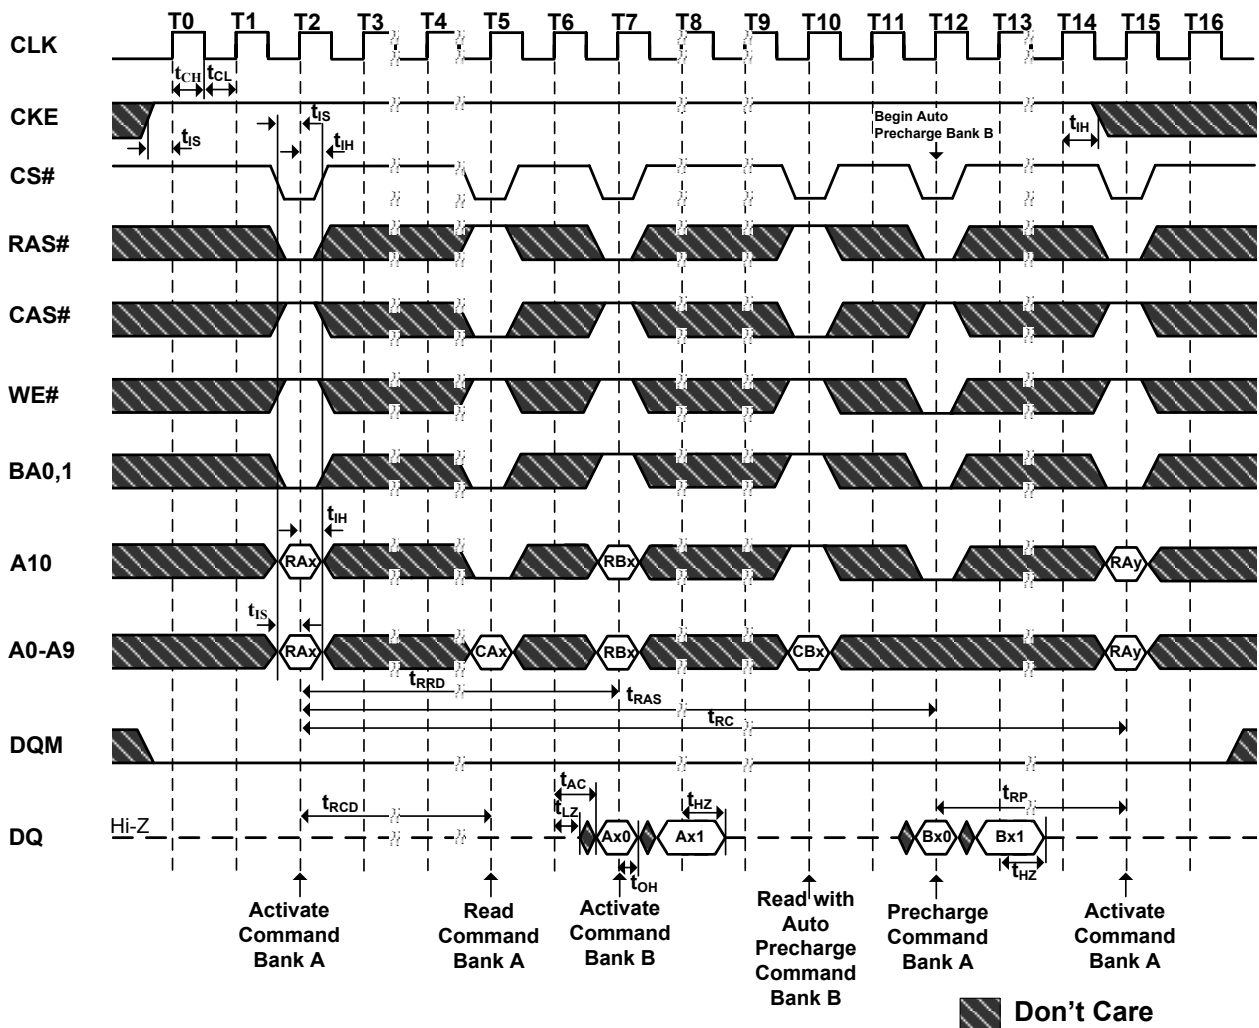 T0 T1 T2 T3 T4 T5 T6 T7 T8 T9 T10 T11 T12 T13 T14 T15 T16
CLK
tCH tCL
CKE
tIS
tIS
tIH
Begin Auto
Precharge Bank B
tIH
CS#
RAS#
CAS#
WE#
BA0,1
tIH
A10
RAx RBx RAy
tIS
A0-A9
RAx CAx RBx CBx RAy
tRRD
tRAS
tRC
DQM
tRCD
tAC
tLZ
tHZ
tRP
Hi-Z
DQ
Ax0 Ax1 Bx0 Bx1
tOH
tHZ
Activate
Command
Bank A
Read
Command
Bank A
Activate
Command
Bank B
Read with
Auto
Precharge
Command
Bank B
Precharge
Command
Bank A
Activate
Command
Bank A
Don't Care